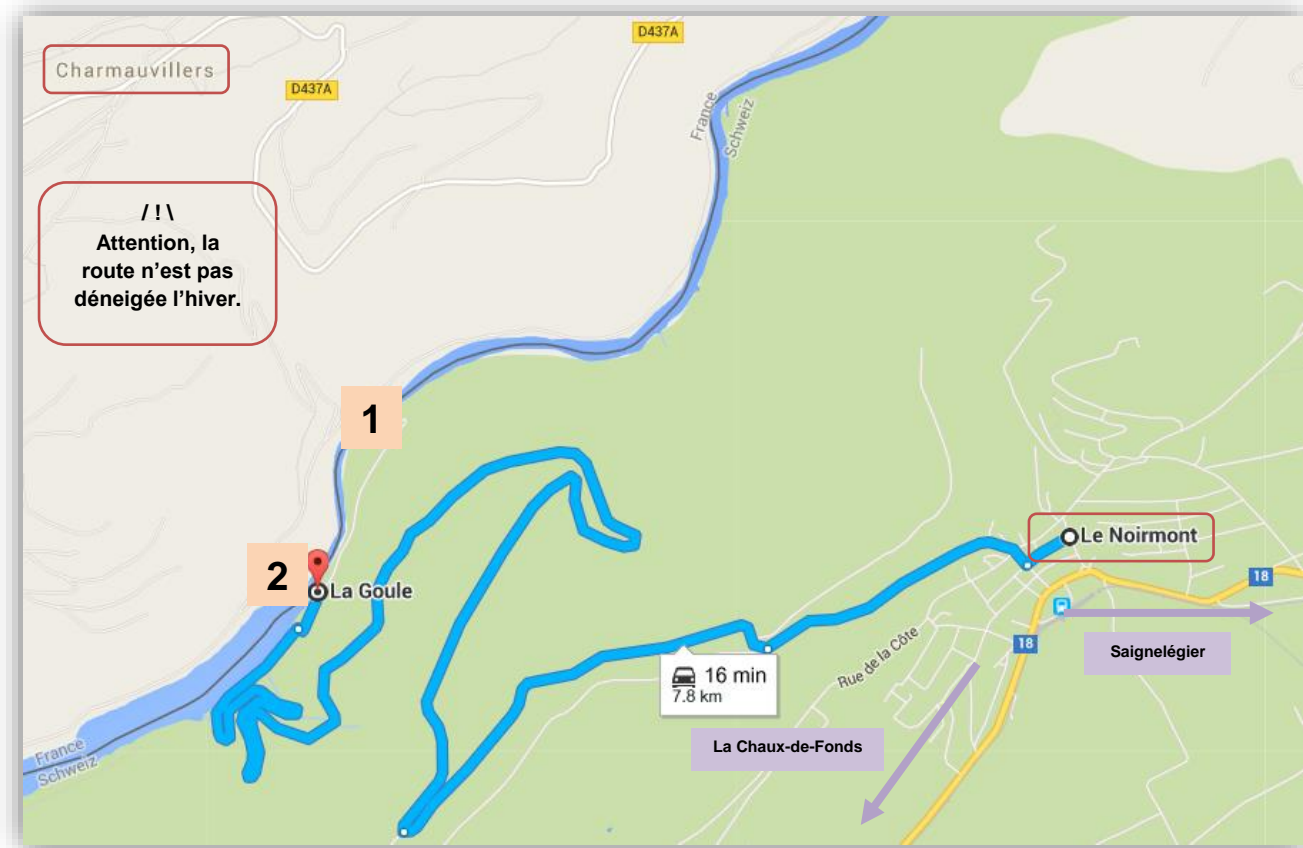 D437A
Charmauvillers
D437A
France
Schweiz
/ ! \
Attention, la
route n’est pas
déneigée l’hiver.
1
Le Noirmont
2
La Goule
18
18
Saignelégier
Rue de la Côte
16 min
7.8 km
La Chaux-de-Fonds
France
Schweiz